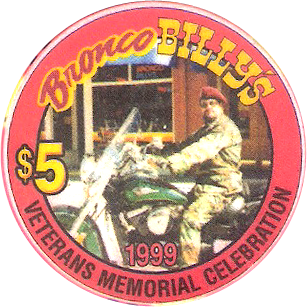 Bronco BILLY'S
$5
1999
VETERANS MEMORIAL CELEBRATION